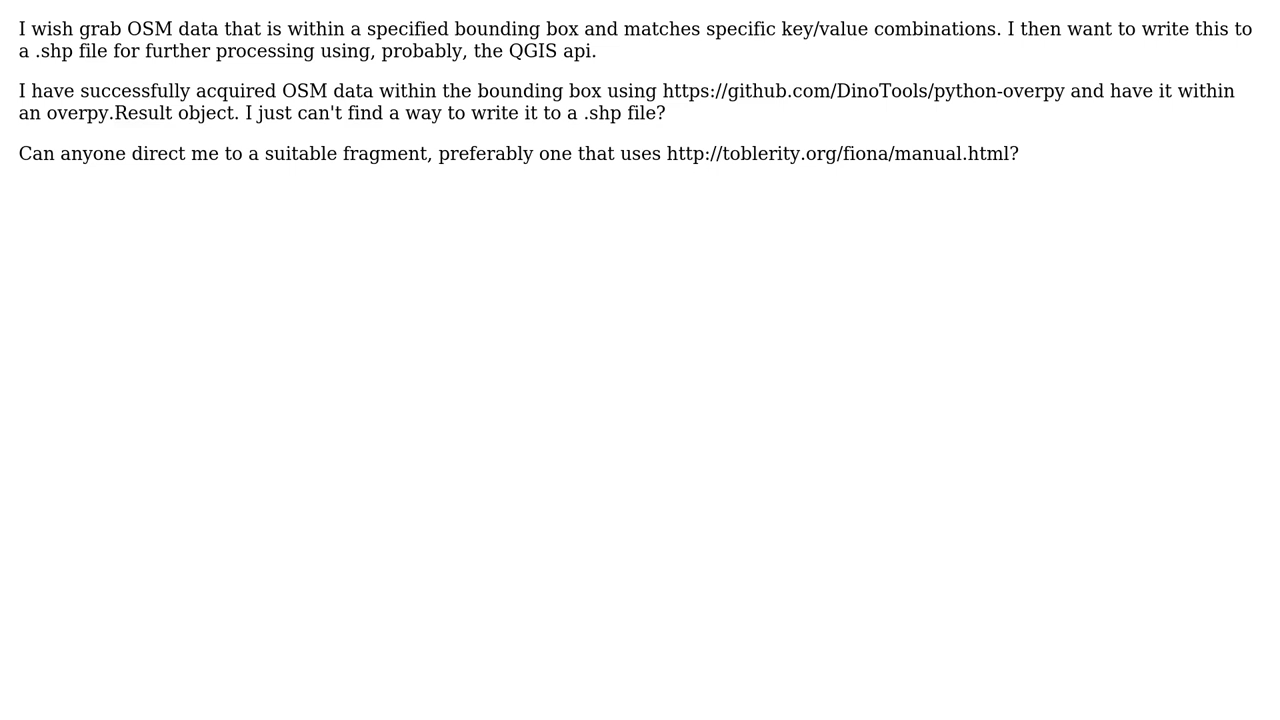 I wish grab OSM data that is within a specified bounding box and matches specific key/value combinations. I then want to write this to
a .shp file for further processing using, probably, the QGIS api.
I have successfully acquired OSM data within the bounding box using https://github.com/DinoTools/python-overpy and have it within
an overpy.Result object. I just can't find a way to write it to a .shp file?
Can anyone direct me to a suitable fragment, preferably one that uses http://toblerity.org/fiona/manual.html?